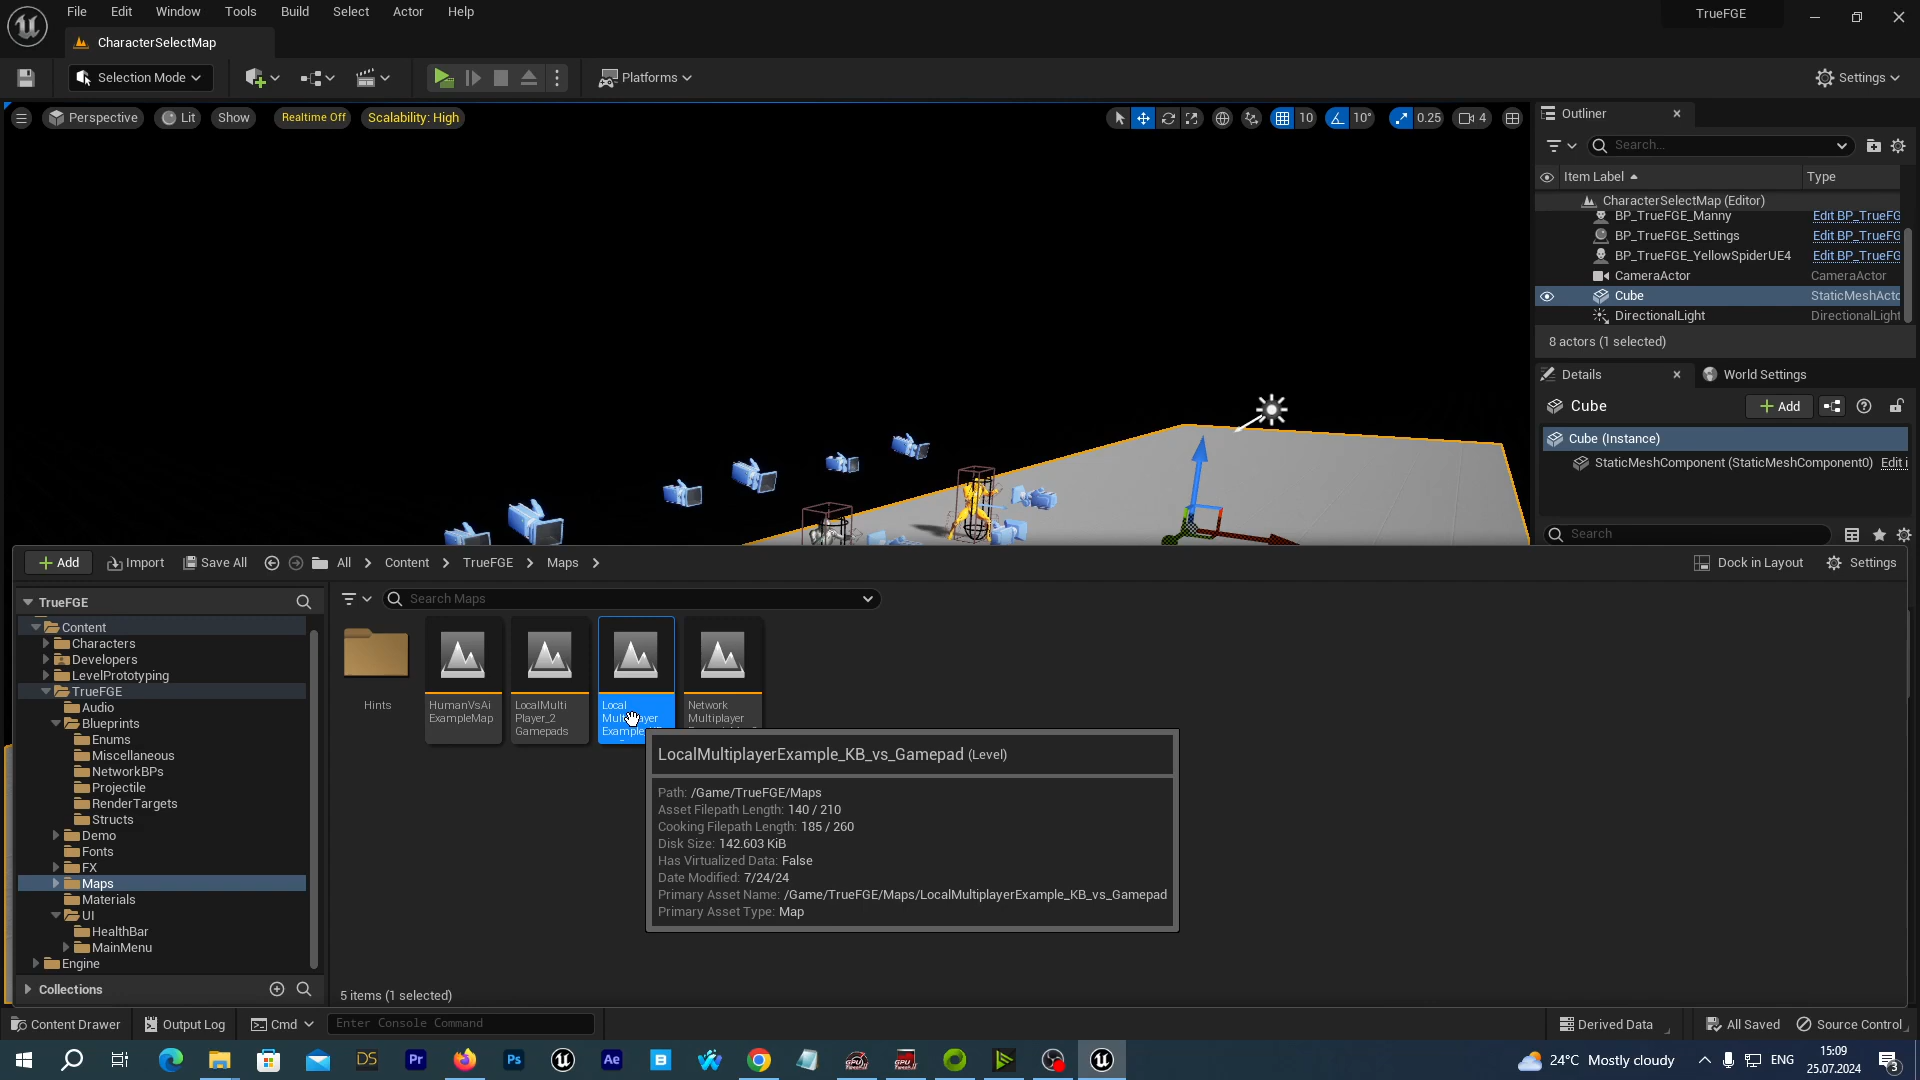 File Edit Window Tools Build Select Actor Help
TrueFGE
CharacterSelectMap
Selection Mode
Platforms
Settings
Perspective
Lit
Show
Realtime Off
Scalability: High
10
10°
0.25
4
Outliner
Search...
Item Label
Type
CharacterSelectMap (Editor)
BP_TrueFGE_Manny
Edit BP_TrueFG
BP_TrueFGE_Settings
Edit BP_TrueFG
BP_TrueFGE_YellowSpiderUE4
Edit BP_TrueFG
CameraActor
CameraActor
Cube
StaticMeshActo
DirectionalLight
DirectionalLight
8 actors (1 selected)
Details
World Settings
Cube
Add
Cube (Instance)
StaticMeshComponent (StaticMeshComponent0)
Edit i
Search
Add
Import
Save All
All
Content
TrueFGE
Maps
Dock in Layout
Settings
TrueFGE
Content
Characters
Developers
LevelPrototyping
TrueFGE
Audio
Blueprints
Enums
Miscellaneous
NetworkBPs
Projectile
RenderTargets
Structs
Demo
Fonts
FX
Maps
Materials
UI
HealthBar
MainMenu
Engine
Collections
Search Maps
Hints
HumanVsAi
ExampleMap
LocalMulti
Player_2
Gamepads
Local
Multiplayer
Example
Network
Multiplayer
LocalMultiplayerExample_KB_vs_Gamepad (Level)
Path: /Game/TrueFGE/Maps
Asset Filepath Length: 140 / 210
Cooking Filepath Length: 185 / 260
Disk Size: 142.603 KiB
Has Virtualized Data: False
Date Modified: 7/24/24
Primary Asset Name: /Game/TrueFGE/Maps/LocalMultiplayerExample_KB_vs_Gamepad
Primary Asset Type: Map
5 items (1 selected)
Content Drawer
Output Log
Cmd
Enter Console Command
Derived Data
All Saved
Source Control
DS
Pr
Ps
Ae
24°C Mostly cloudy
ENG
15:09
25.07.2024
3